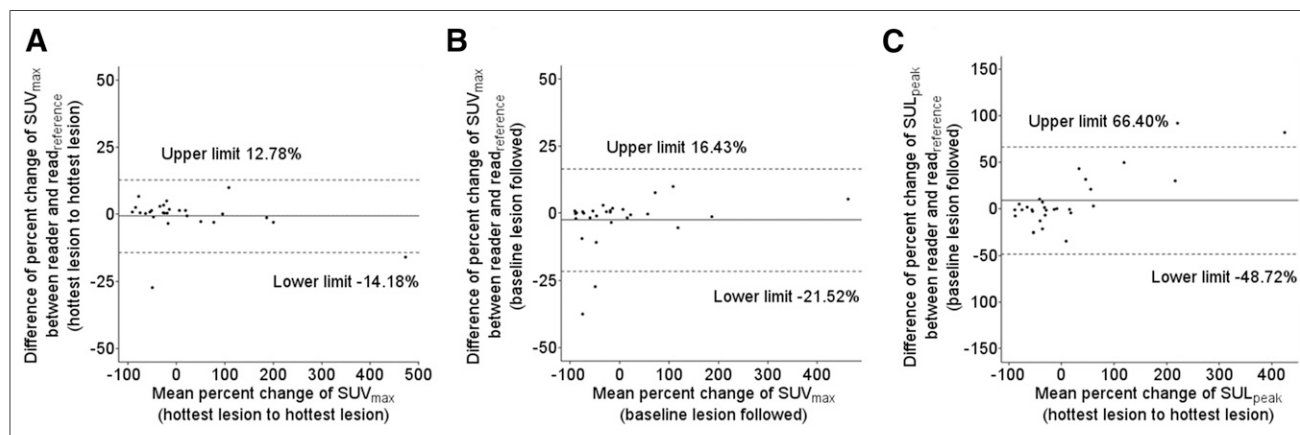 A
Difference of percent change of SUVmax
between reader and readreference
(hottest lesion to hottest lesion)
50
25
0
-25
-50
Upper limit 12.78%
Lower limit -14.18%
-100 0 100 200 300 400 500
Mean percent change of SUVmax
(hottest lesion to hottest lesion)
B
Difference of percent change of SUVmax
between reader and readreference
(baseline lesion followed)
50
25
0
-25
-50
Upper limit 16.43%
Lower limit -21.52%
-100 0 100 200 300 400
Mean percent change of SUVmax
(baseline lesion followed)
C
Difference of percent change of SULpeak
between reader and readreference
(baseline lesion followed)
150
100
50
0
-50
100
-150
Upper limit 66.40%
Lower limit -48.72%
-100 0 100 200 300 400
Mean percent change of SULpeak
(hottest lesion to hottest lesion)